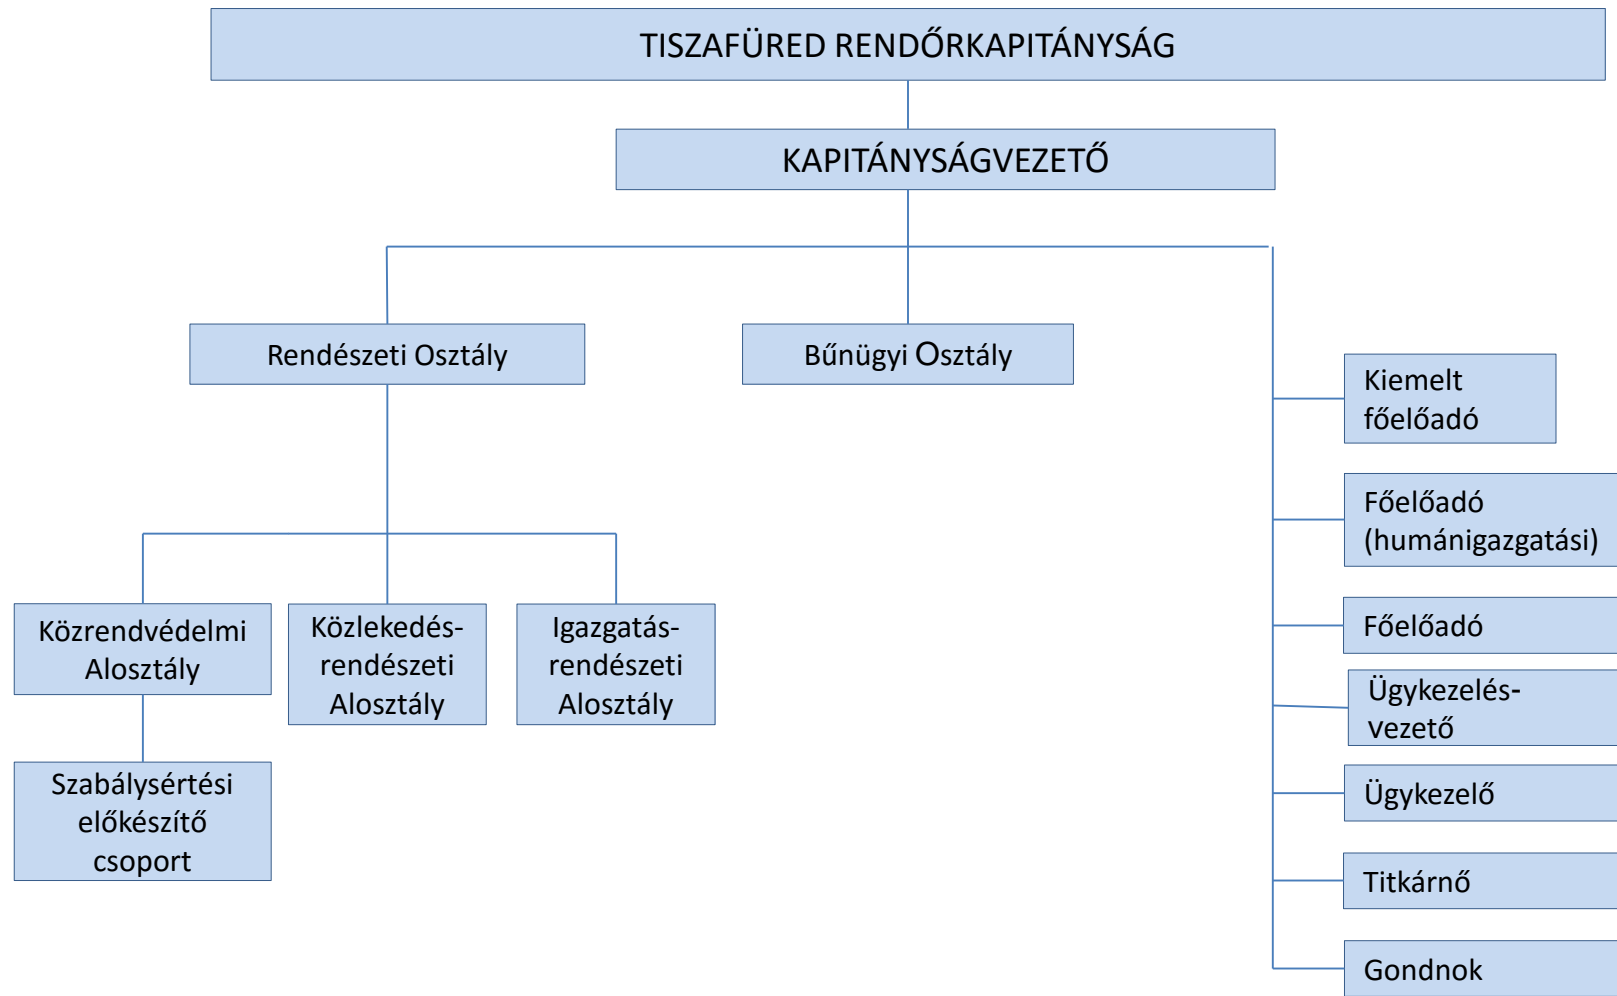 TISZAFÜRED RENDŐRKAPITÁNYSÁG
KAPITÁNYSÁGVEZETŐ
Rendészeti Osztály
Bűnügyi Osztály
Közrendvédelmi
Alosztály
Közlekedés-
rendészeti
Alosztály
Igazgatás-
rendészeti
Alosztály
Szabálysértési
előkészítő
csoport
Kiemelt
főelőadó
Főelőadó
(humánigazgatási)
Főelőadó
Ügykezelés-
vezető
Ügykezelő
Titkárnő
Gondnok